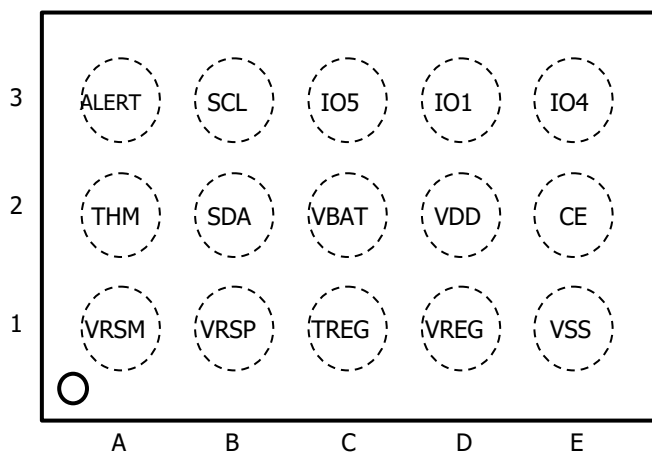 3 ALERT SCL IO5 IO1 IO4
2 THM SDA VBAT VDD CE
1 VRSM VRSP TREG VREG VSS
A B C D E